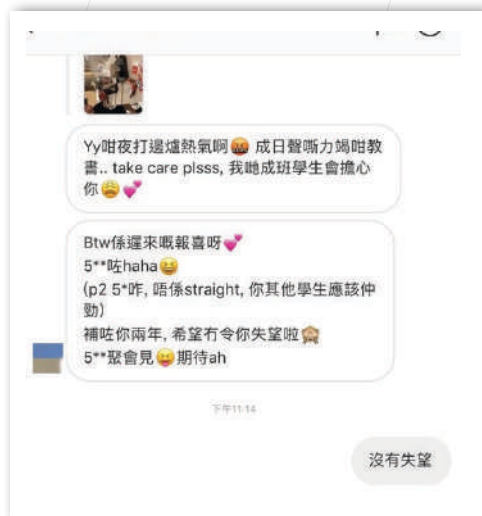 Yy咁夜打邊爐熱氣啊🤬 成日聲嘶力竭咁教
書.. take care plsss, 我哋成班學生會擔心
你😩💕
Btw係遲來嘅報喜呀💕
5**咗haha😆
(p2 5*咋, 唔係straight, 你其他學生應該仲
勁)
補咗你兩年, 希望冇令你失望啦🙈
5**聚會見😝期待ah
下午11:14
沒有失望